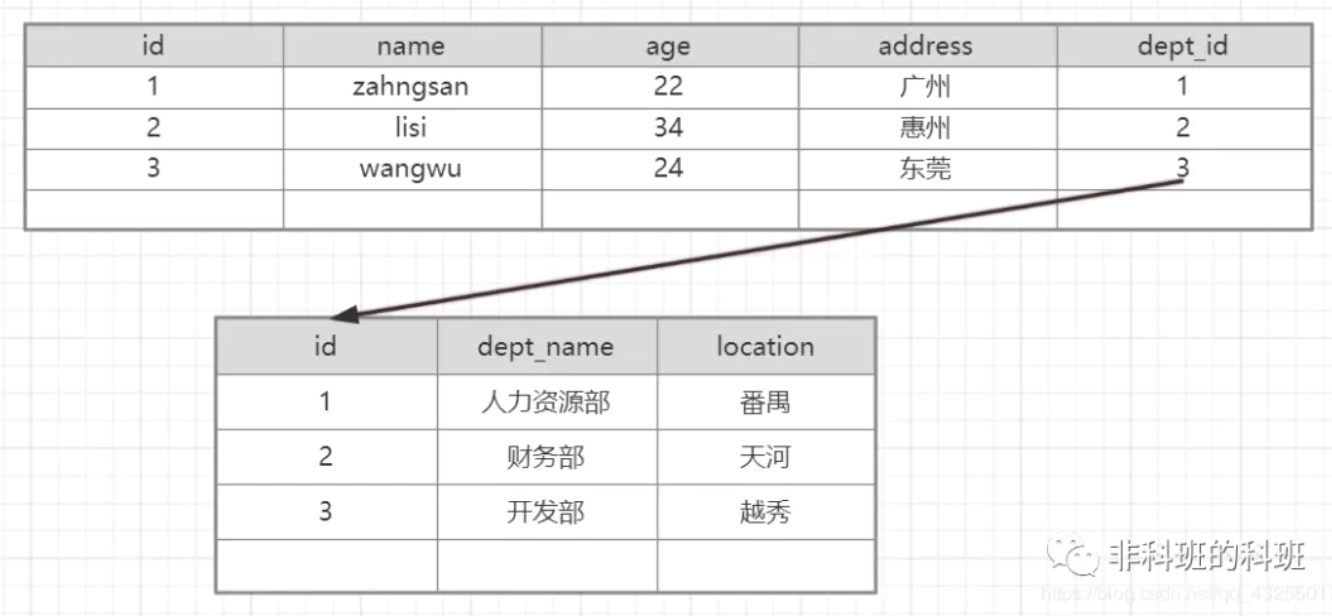 id name age address dept_id
1 zahngsan 22 广州 1
2 lisi 34 惠州 2
3 wangwu 24 东莞 3
id dept_name location
1 人力资源部 番禺
2 财务部 天河
3 开发部 越秀
非科班的科班
https://blog.csdn.net/qq_4325501